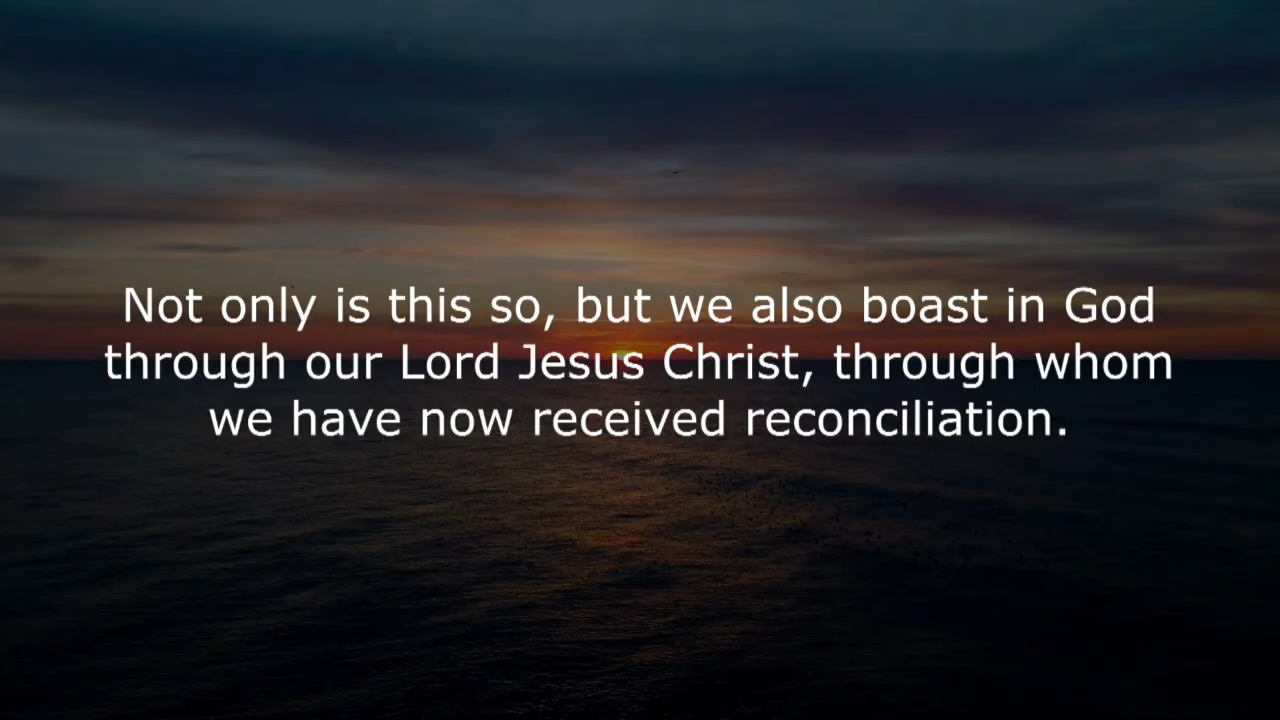 Not only is this so, but we also boast in God
through our Lord Jesus Christ, through whom
we have now received reconciliation.